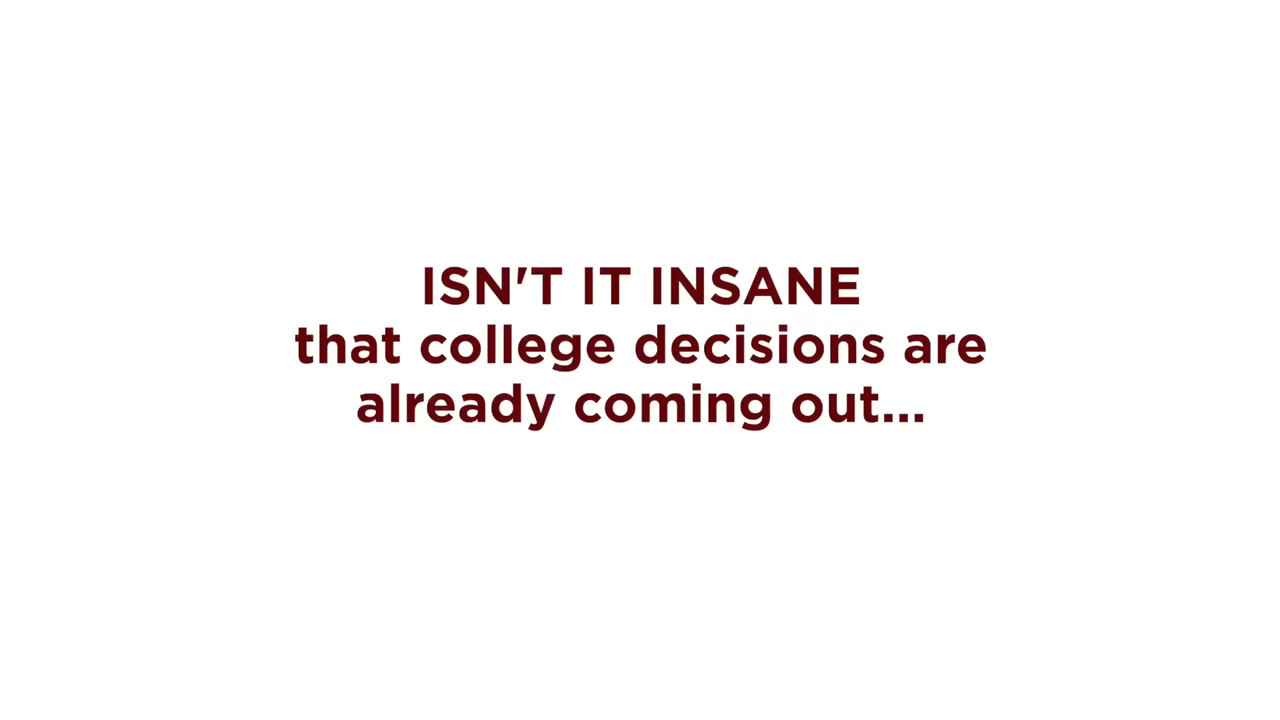 ISN'T IT INSANE
that college decisions are
already coming out...